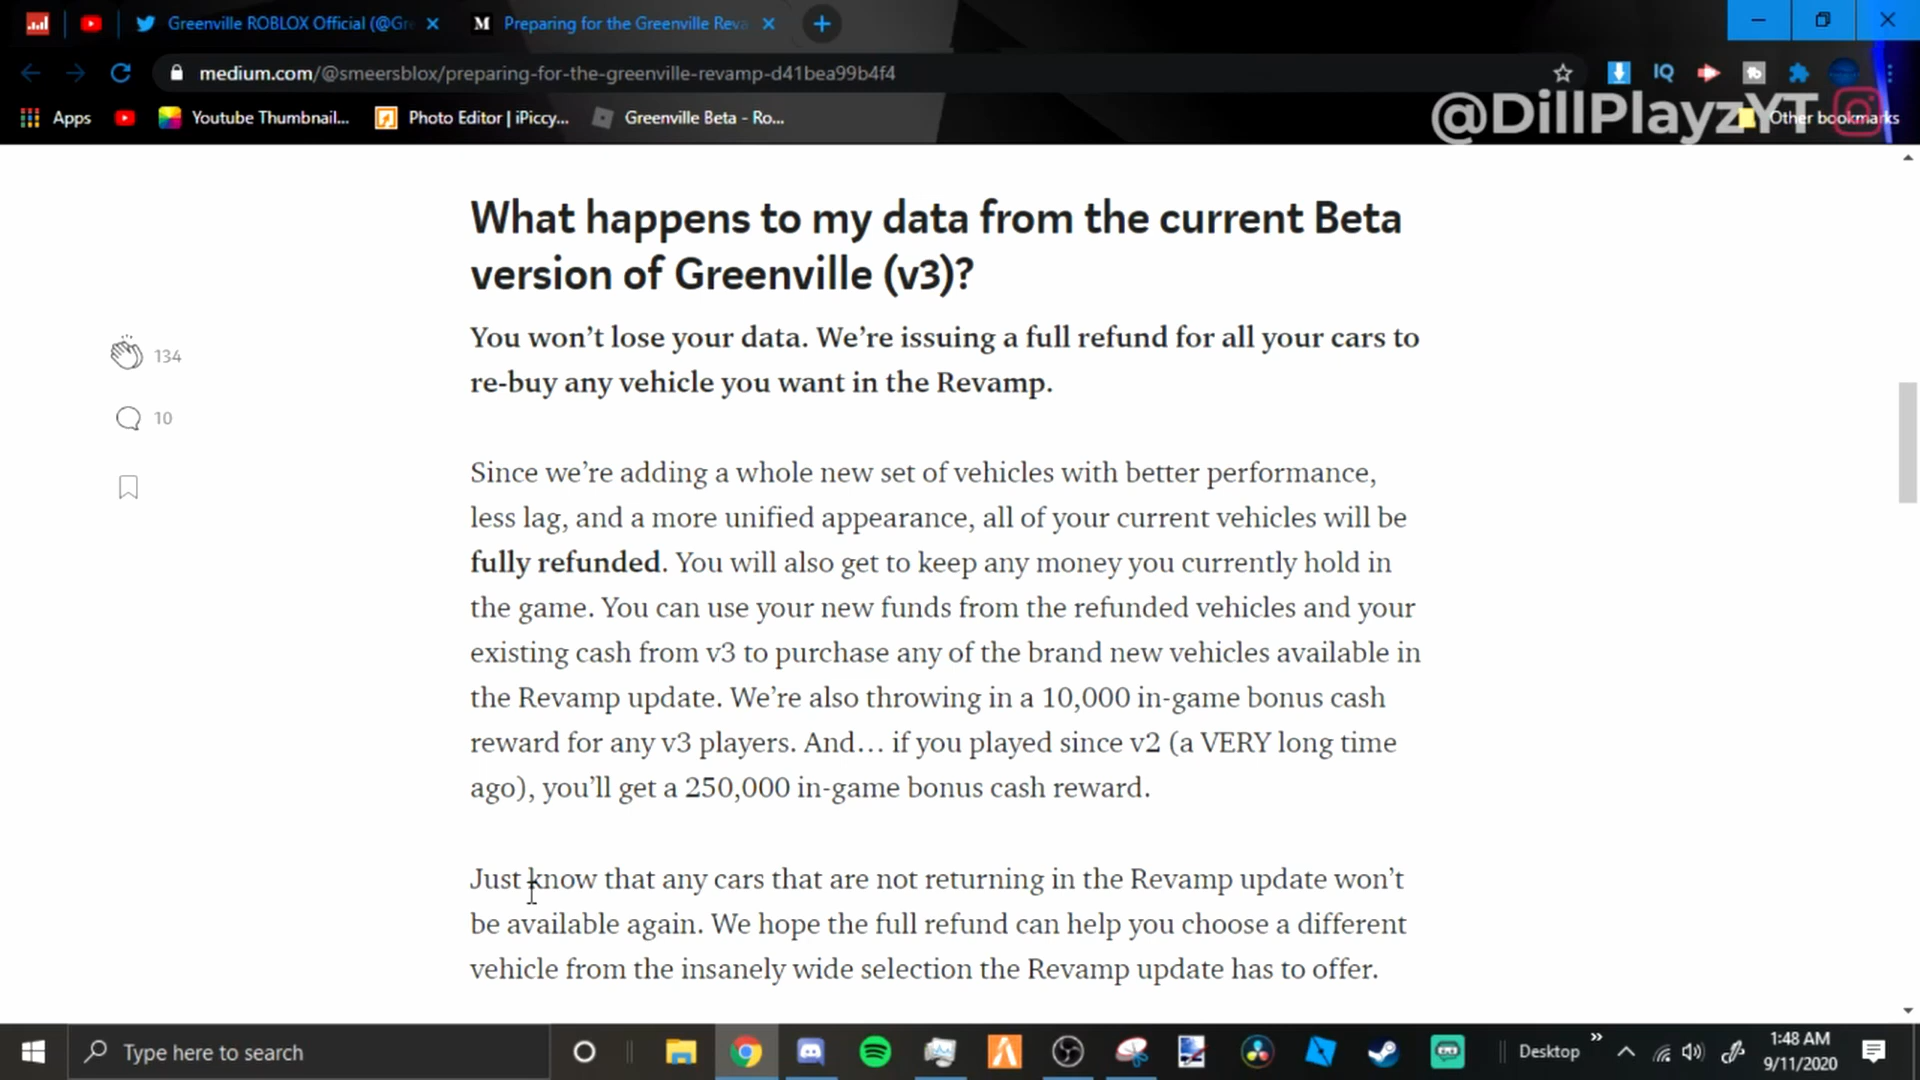 Greenville ROBLOX Official (@Gr
Preparing for the Greenville Reva
medium.com/@smeersblox/preparing-for-the-greenville-revamp-d41bea99b4f4
IQ
Apps
Youtube Thumbnail...
Photo Editor | iPiccy...
Greenville Beta - Ro...
@DillPlayzYT
Other bookmarks
What happens to my data from the current Beta
version of Greenville (v3)?
You won’t lose your data. We’re issuing a full refund for all your cars to
re-buy any vehicle you want in the Revamp.
134
10
Since we’re adding a whole new set of vehicles with better performance,
less lag, and a more unified appearance, all of your current vehicles will be
fully refunded. You will also get to keep any money you currently hold in
the game. You can use your new funds from the refunded vehicles and your
existing cash from v3 to purchase any of the brand new vehicles available in
the Revamp update. We’re also throwing in a 10,000 in-game bonus cash
reward for any v3 players. And… if you played since v2 (a VERY long time
ago), you’ll get a 250,000 in-game bonus cash reward.
Just know that any cars that are not returning in the Revamp update won’t
be available again. We hope the full refund can help you choose a different
vehicle from the insanely wide selection the Revamp update has to offer.
Type here to search
Desktop
1:48 AM
9/11/2020